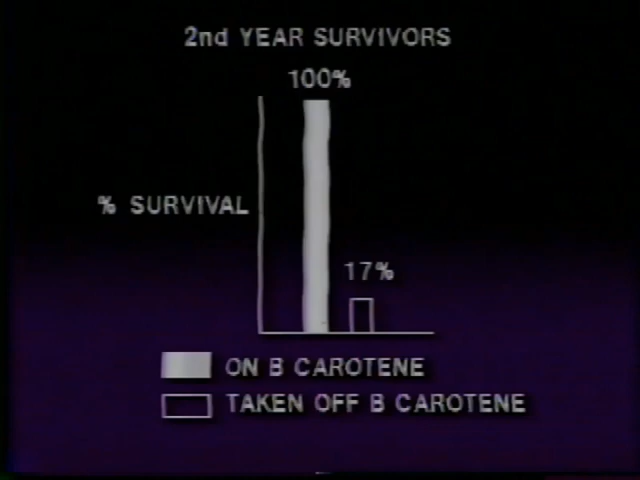 2nd YEAR SURVIVORS
100%
% SURVIVAL
17%
ON B CAROTENE
TAKEN OFF B CAROTENE